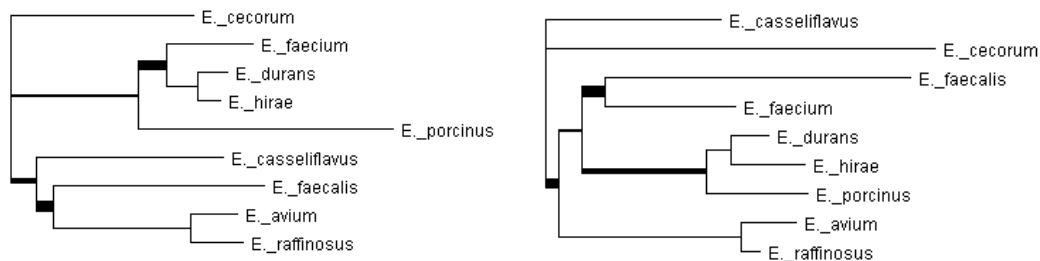 E._cecorum
E._faecium
E._durans
E._hirae
E._porcinus
E._casseliflavus
E._faecalis
E._avium
E._raffinosus
E._casseliflavus
E._cecorum
E._faecalis
E._faecium
E._durans
E._hirae
E._porcinus
E._avium
E._raffinosus